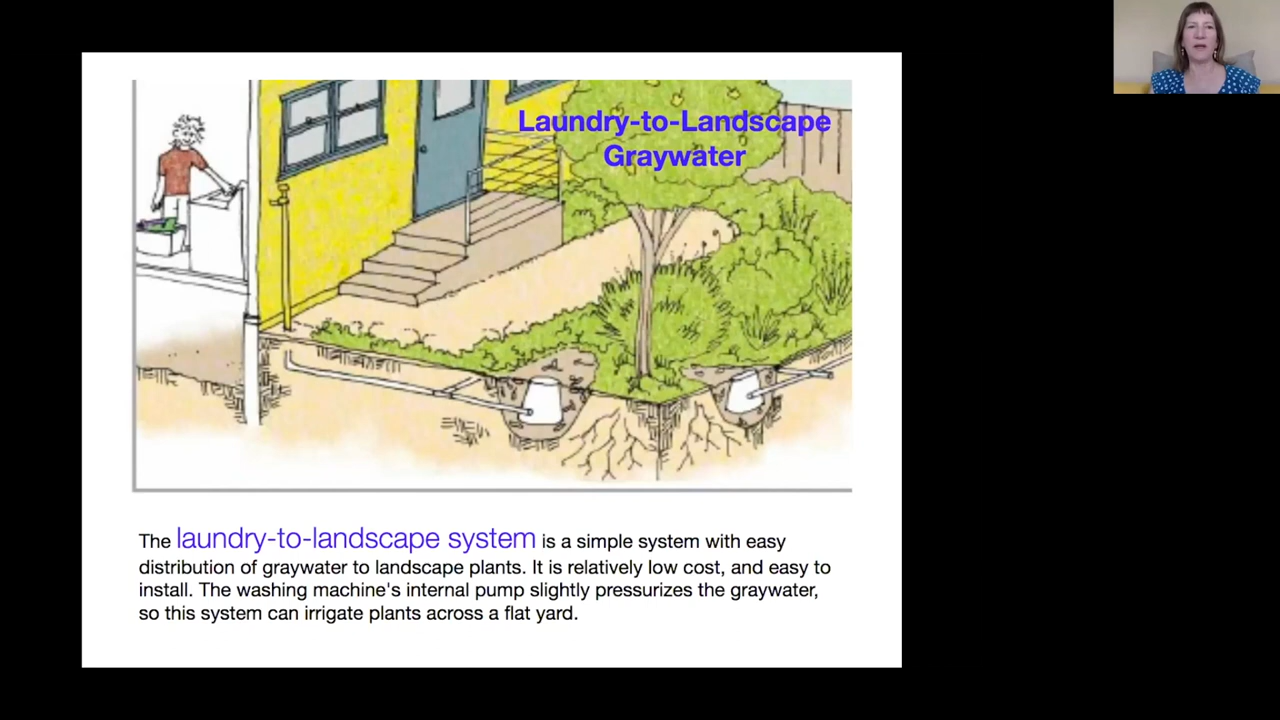 Laundry-to-Landscape
Graywater
The laundry-to-landscape system is a simple system with easy
distribution of graywater to landscape plants. It is relatively low cost, and easy to
install. The washing machine's internal pump slightly pressurizes the graywater,
so this system can irrigate plants across a flat yard.